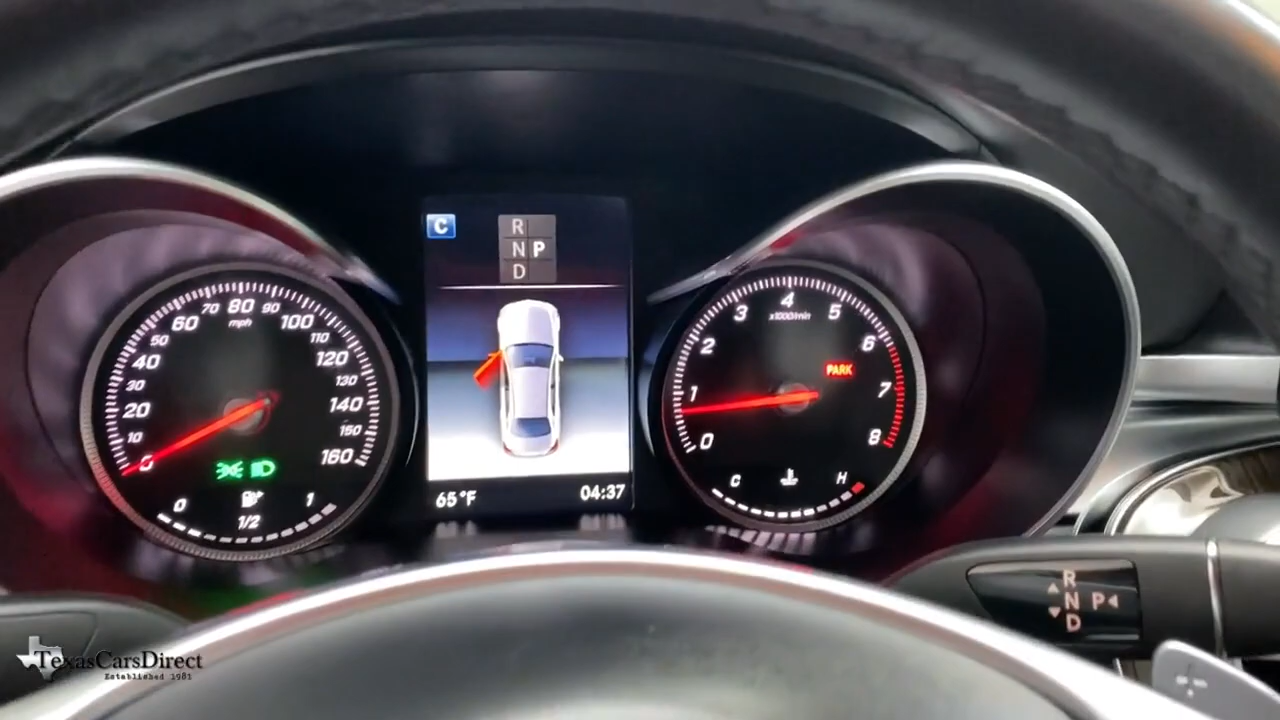 C
R
N P
D
0
10
20
30
40
50
60
70
80
90
100
110
120
130
140
150
160
mph
0 1
1/2
65°F 04:37
0
1
2
3
4
5
6
7
8
x1000/min
PARK
C H
R
N P
D
TexasCarsDirect
Established 1981